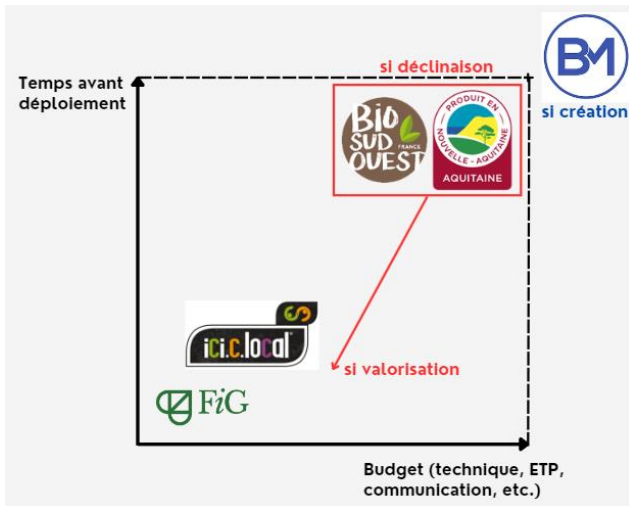 BM
si création
si déclinaison
Temps avant
déploiement
BiO
SUD
FRANCE
OUEST
PRODUIT EN
NOUVELLE - AQUITAINE
AQUITAINE
ici.c.local
si valorisation
FiG
Budget (technique, ETP,
communication, etc.)